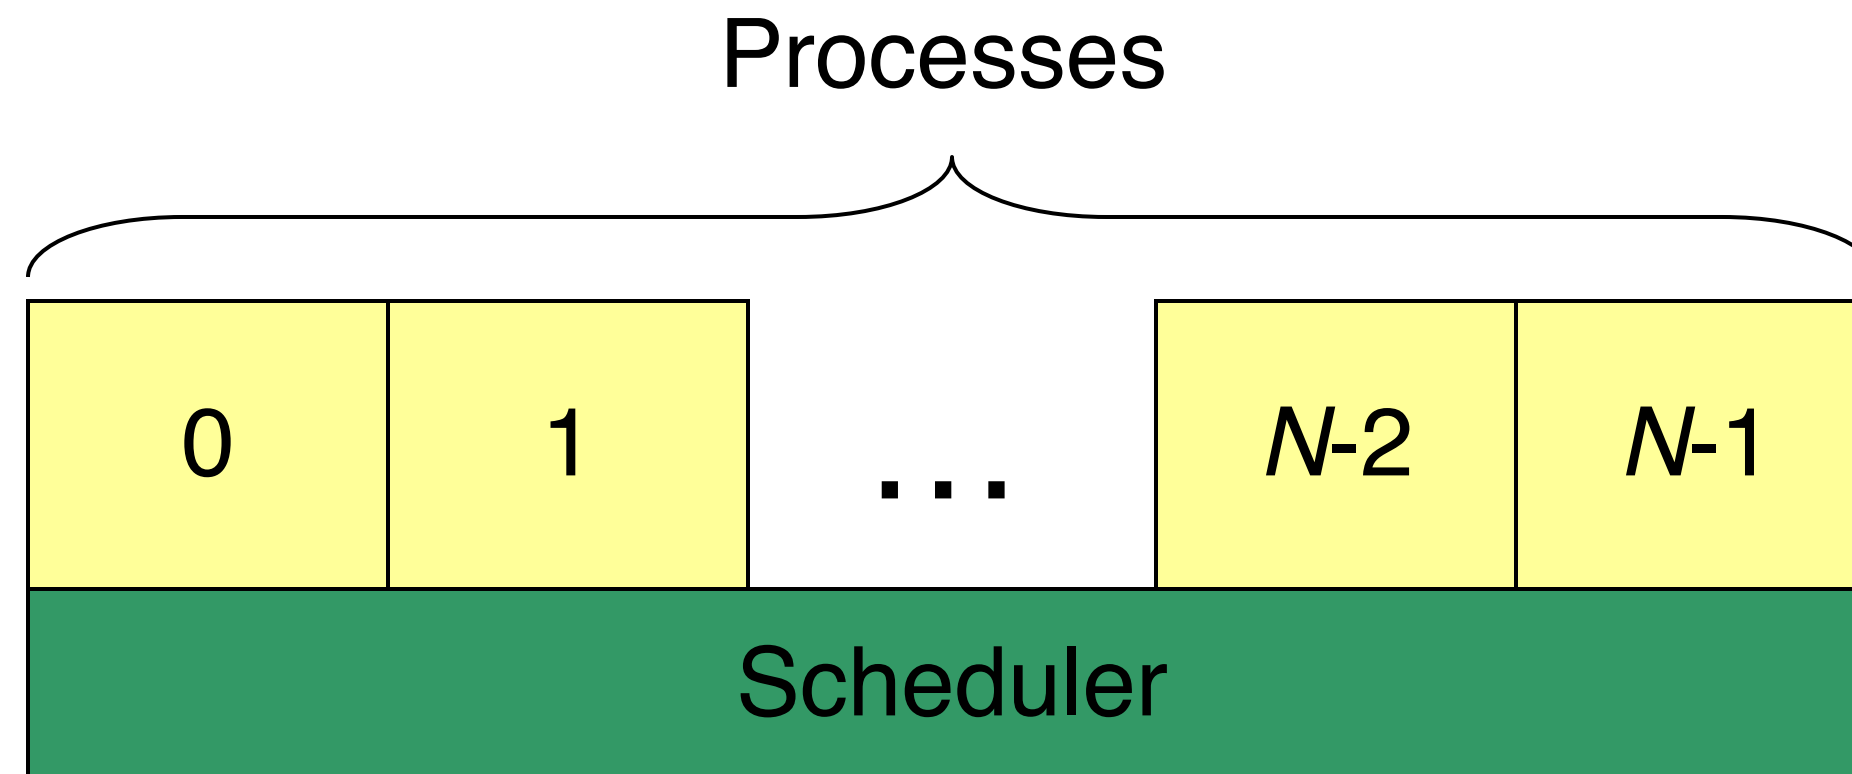 Processes
0 1 ... N-2 N-1
Scheduler